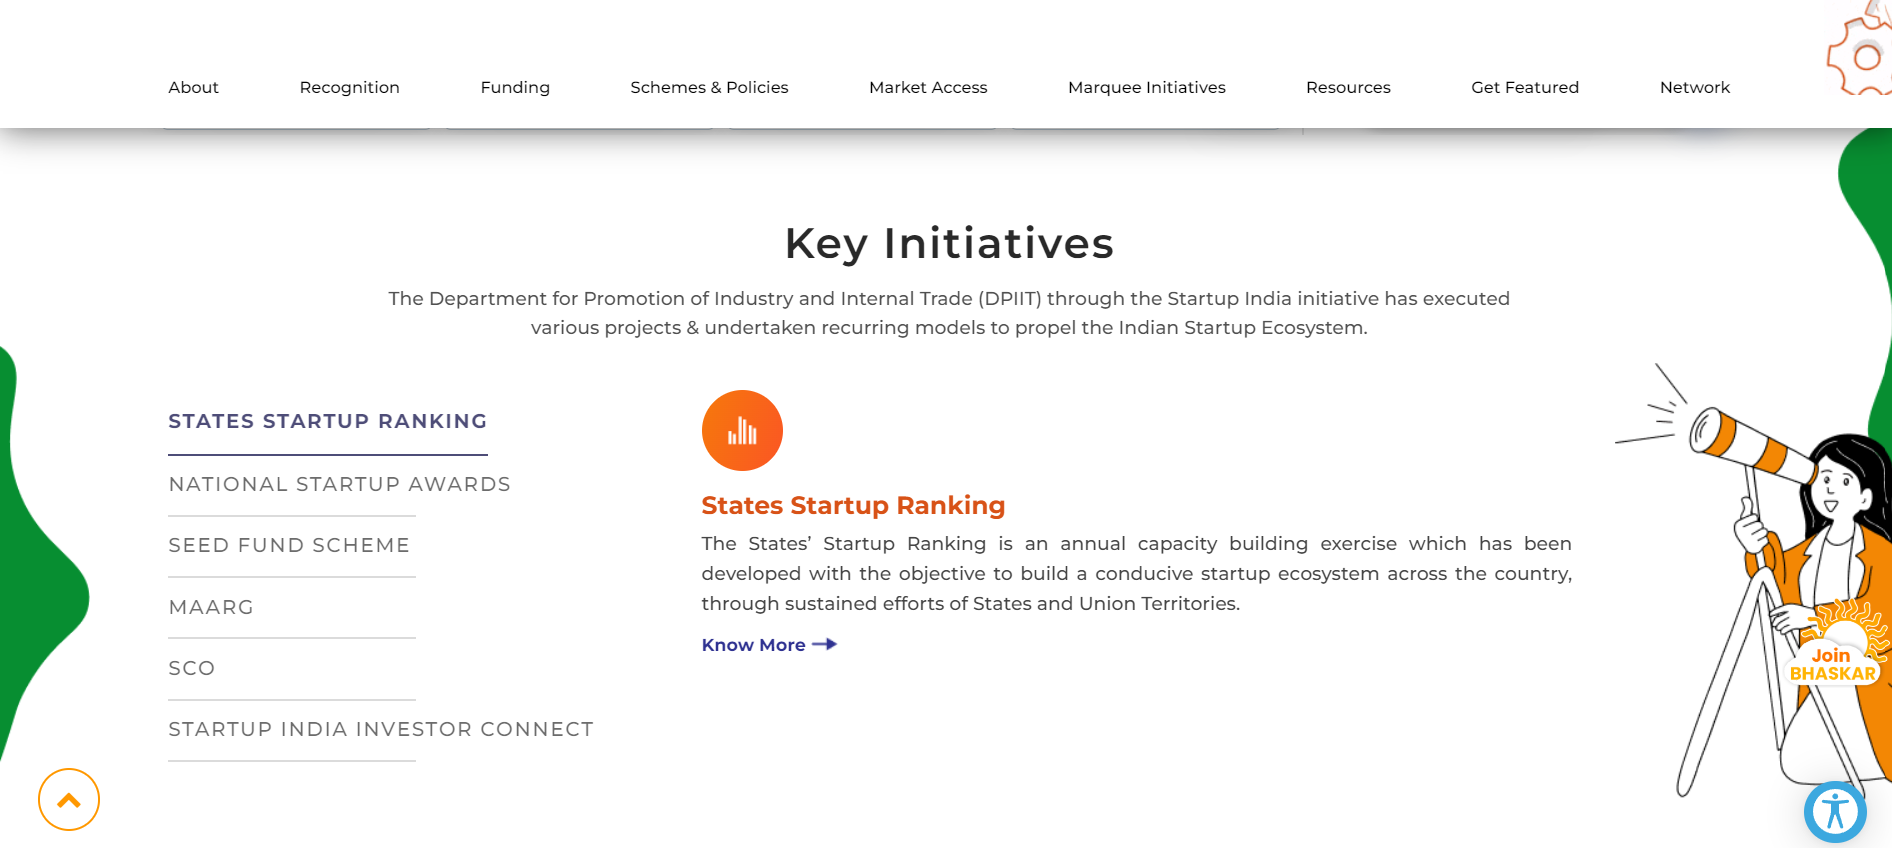 About Recognition Funding Schemes & Policies Market Access Marquee Initiatives Resources Get Featured Network
Key Initiatives
The Department for Promotion of Industry and Internal Trade (DPIIT) through the Startup India initiative has executed
various projects & undertaken recurring models to propel the Indian Startup Ecosystem.
STATES STARTUP RANKING
NATIONAL STARTUP AWARDS
SEED FUND SCHEME
MAARG
SCO
STARTUP INDIA INVESTOR CONNECT
States Startup Ranking
The States’ Startup Ranking is an annual capacity building exercise which has been
developed with the objective to build a conducive startup ecosystem across the country,
through sustained efforts of States and Union Territories.
Know More
Join
BHASKAR